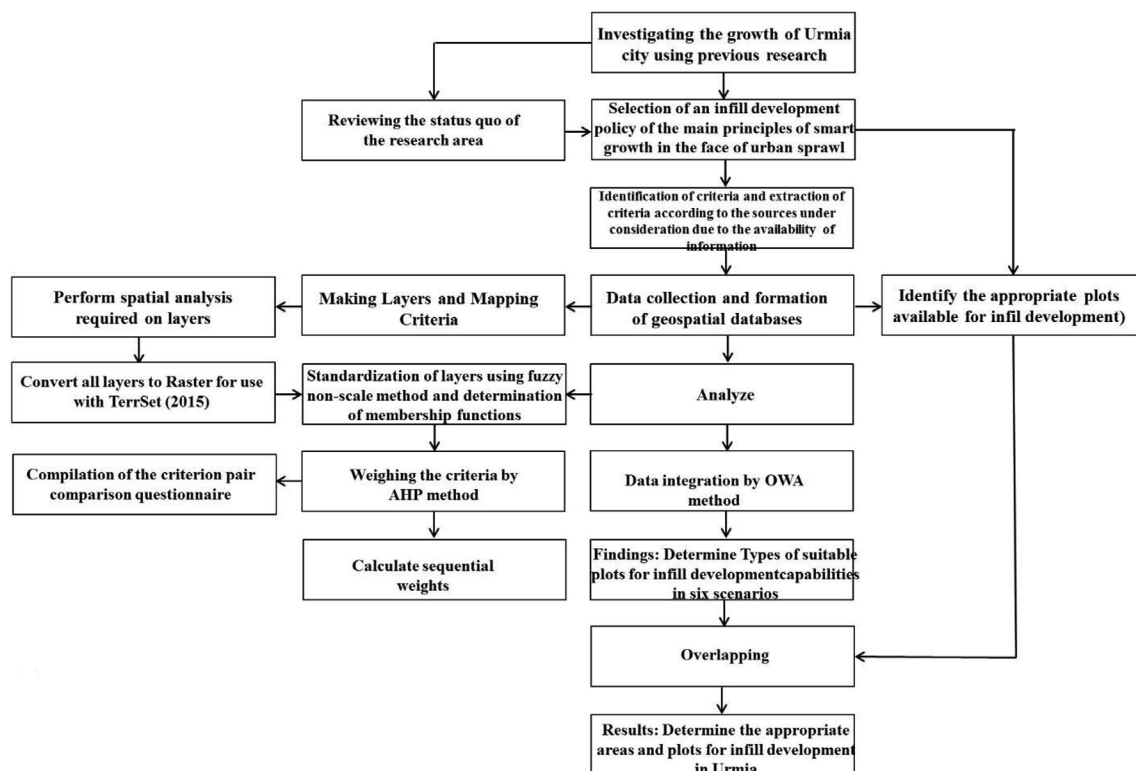 Investigating the growth of Urmia
city using previous research
Reviewing the status quo of
the research area
Selection of an infill development
policy of the main principles of smart
growth in the face of urban sprawl
Identification of criteria and extraction of
criteria according to the sources under
consideration due to the availability of
information
Perform spatial analysis
required on layers
Making Layers and Mapping
Criteria
Data collection and formation
of geospatial databases
Identify the appropriate plots
available for infil development)
Convert all layers to Raster for use
with TerrSet (2015)
Standardization of layers using fuzzy
non-scale method and determination
of membership functions
Analyze
Compilation of the criterion pair
comparison questionnaire
Weighing the criteria by
AHP method
Data integration by OWA
method
Calculate sequential
weights
Findings: Determine Types of suitable
plots for infill developmentcapabilities
in six scenarios
Overlapping
Results: Determine the appropriate
areas and plots for infill development
in Urmia